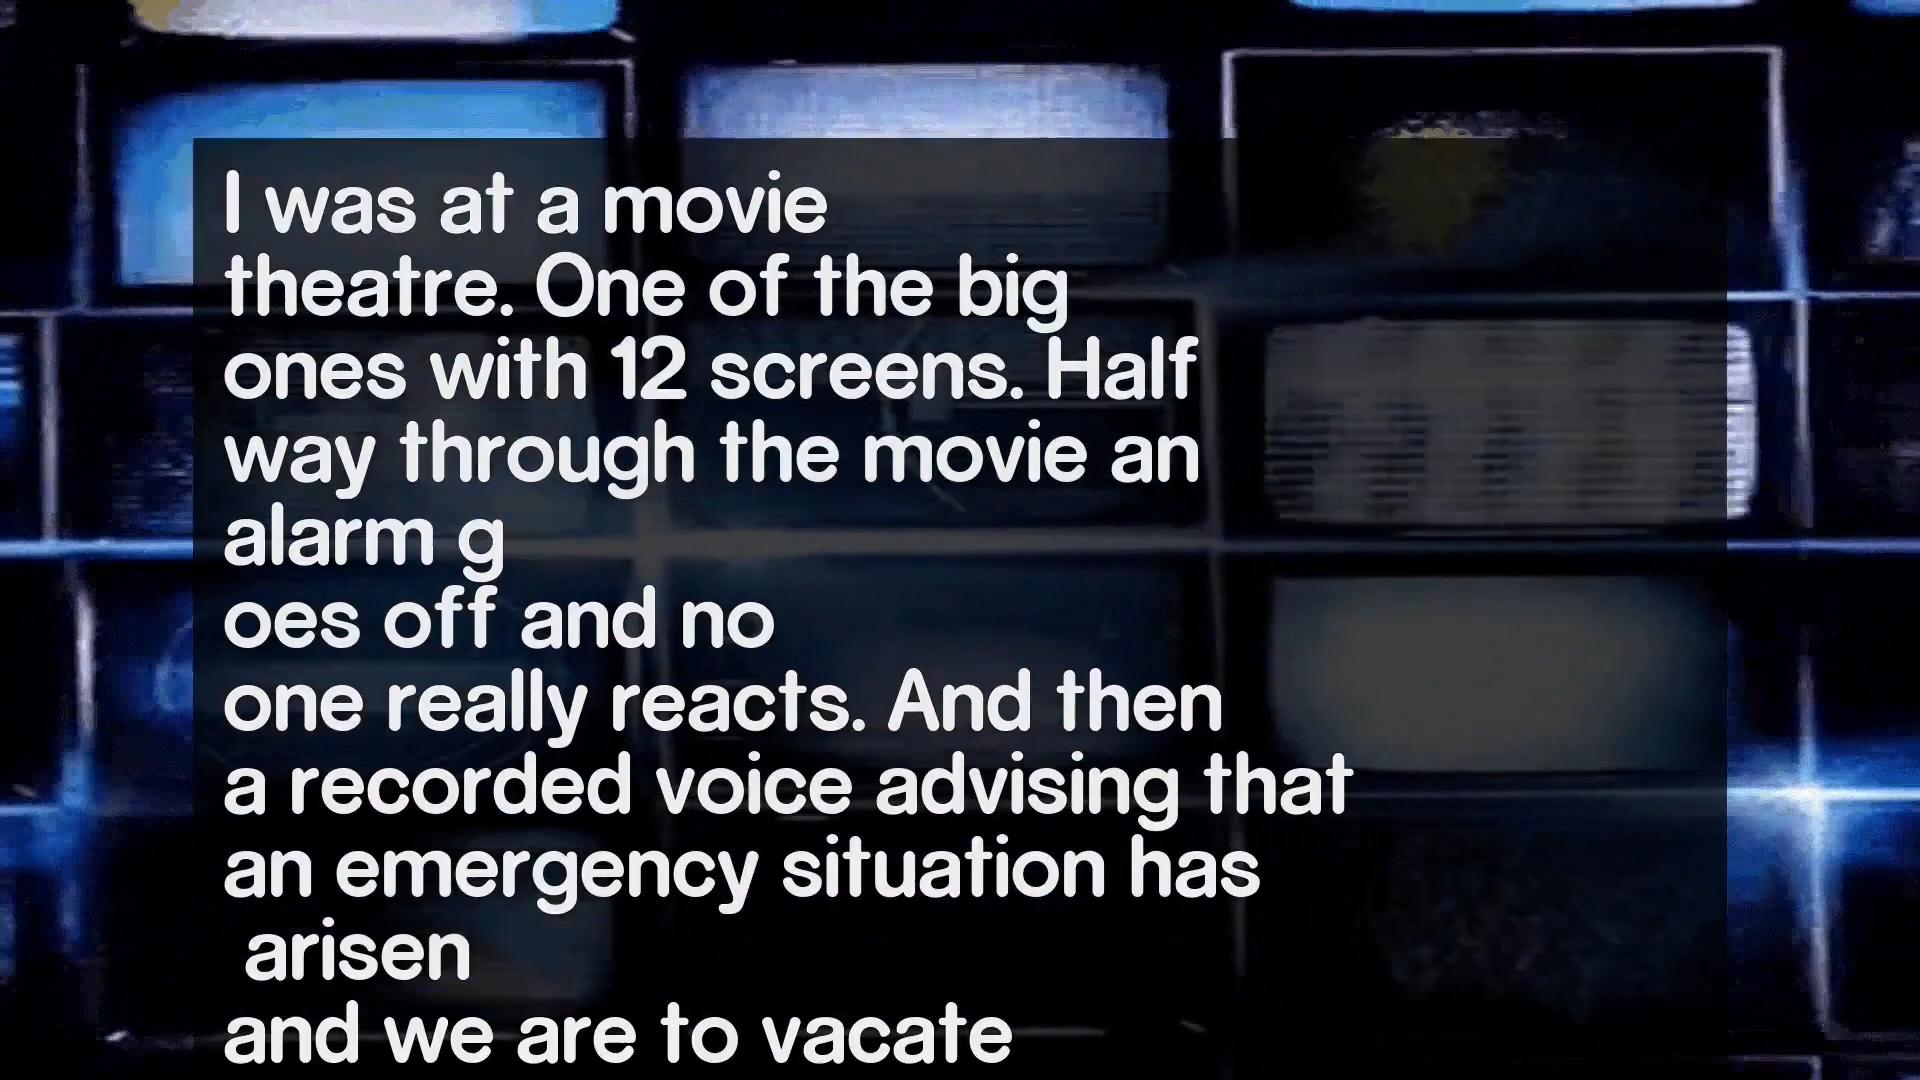 I was at a movie
theatre. One of the big
ones with 12 screens. Half
way through the movie an
alarm g
oes off and no
one really reacts. And then
a recorded voice advising that
an emergency situation has
arisen
and we are to vacate